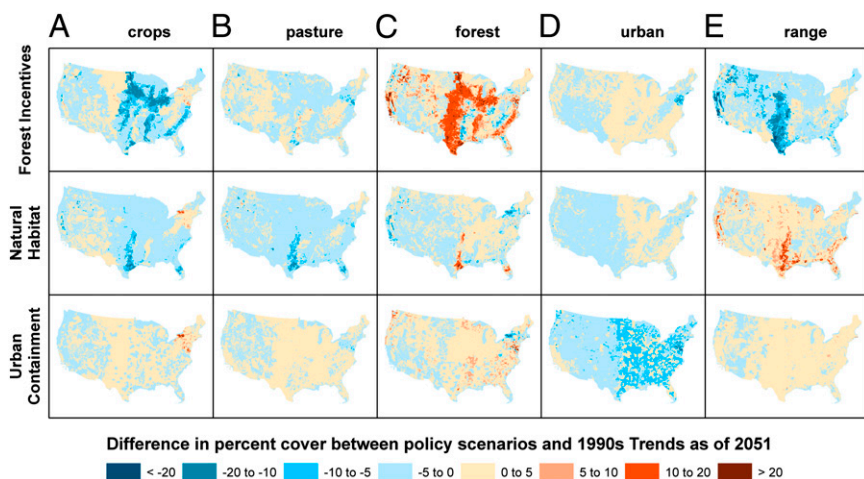 A crops B pasture C forest D urban E range
Forest Incentives
Natural
Habitat
Urban
Containment
Difference in percent cover between policy scenarios and 1990s Trends as of 2051
< -20 -20 to -10 -10 to -5 -5 to 0 0 to 5 5 to 10 10 to 20 > 20